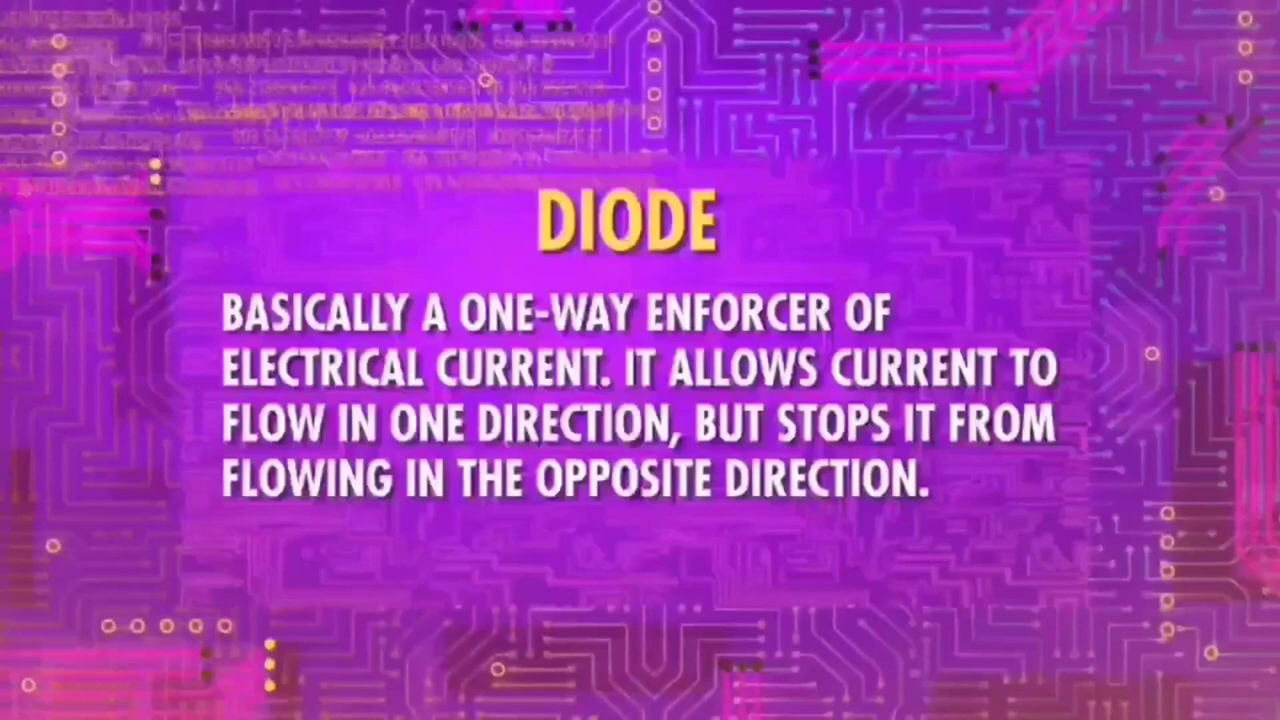 DIODE
BASICALLY A ONE-WAY ENFORCER OF
ELECTRICAL CURRENT. IT ALLOWS CURRENT TO
FLOW IN ONE DIRECTION, BUT STOPS IT FROM
FLOWING IN THE OPPOSITE DIRECTION.